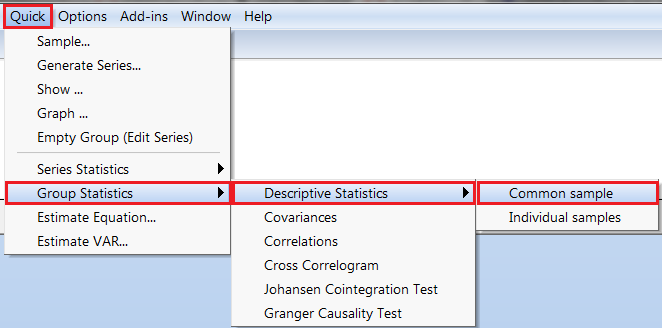 Quick Options Add-ins Window Help
Sample...
Generate Series...
Show ...
Graph ...
Empty Group (Edit Series)
Series Statistics
Group Statistics Descriptive Statistics Common sample
Estimate Equation... Covariances Individual samples
Estimate VAR... Correlations
Cross Correlogram
Johansen Cointegration Test
Granger Causality Test